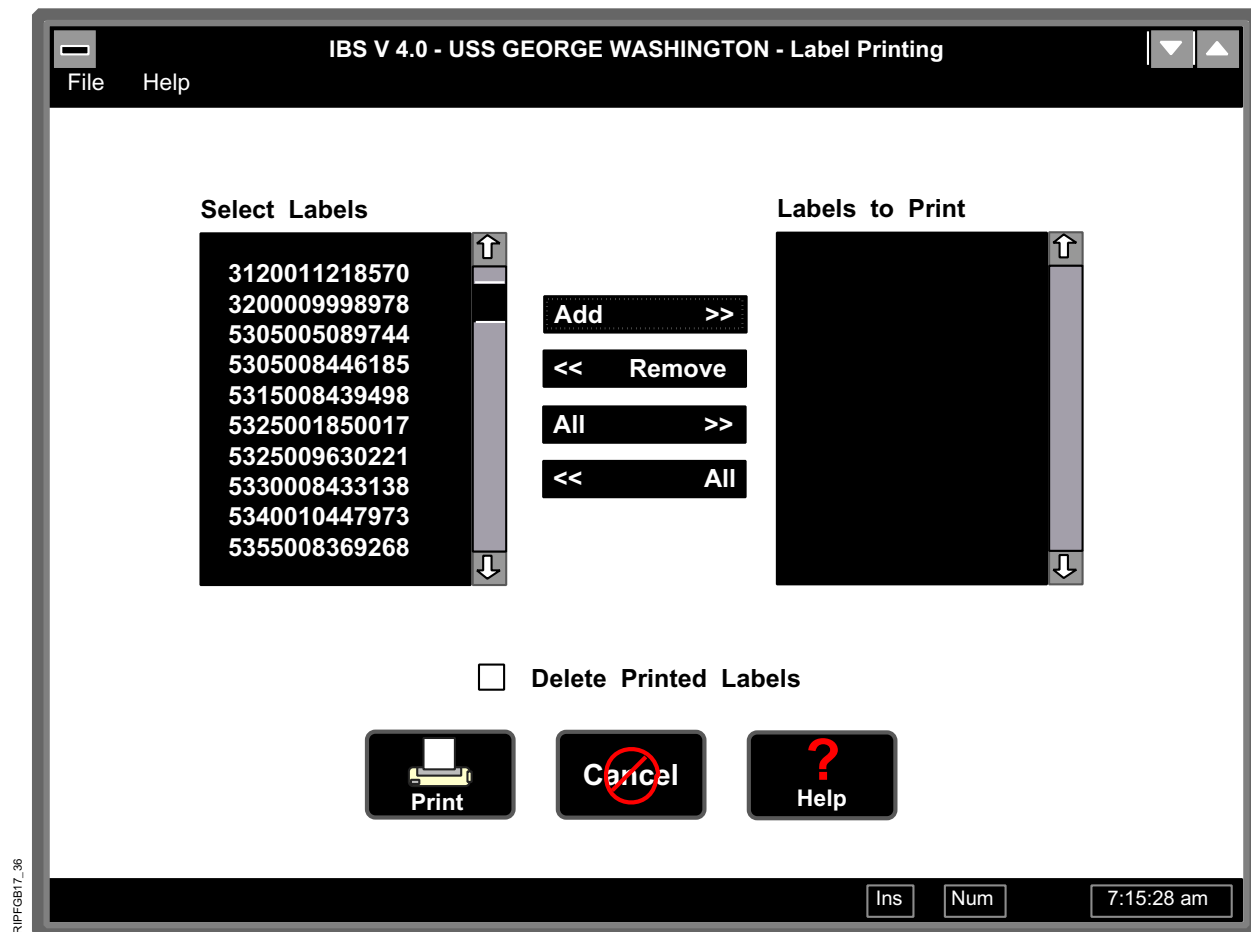 IBS V 4.0 - USS GEORGE WASHINGTON - Label Printing
File Help
Select Labels
3120011218570
3200009998978
5305005089744
5305008446185
5315008439498
5325001850017
5325009630221
5330008433138
5340010447973
5355008369268
Add >>
<< Remove
All >>
<< All
Labels to Print
Delete Printed Labels
Print
Cancel
Help
Ins Num 7:15:28 am
RIPFGB17_36